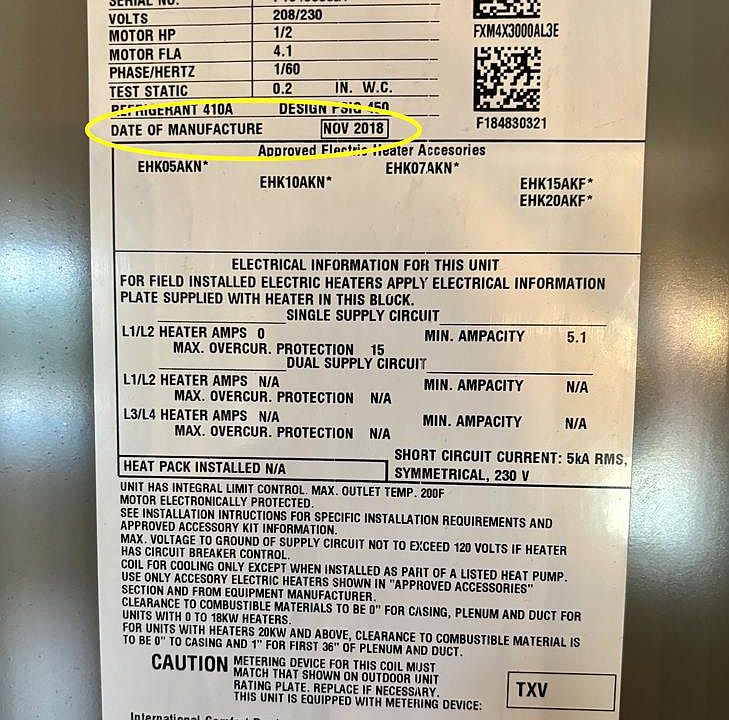 SERIAL NO.
VOLTS 208/230
MOTOR HP 1/2
MOTOR FLA 4.1
PHASE/HERTZ 1/60
TEST STATIC 0.2 IN. W.C.
REFRIGERANT 410A DESIGN PSIG 450
DATE OF MANUFACTURE NOV 2018
FXM4X3000AL3E
F184830321
Approved Electric Heater Accesories
EHK05AKN* EHK07AKN*
EHK10AKN* EHK15AKF*
EHK20AKF*
ELECTRICAL INFORMATION FOR THIS UNIT
FOR FIELD INSTALLED ELECTRIC HEATERS APPLY ELECTRICAL INFORMATION
PLATE SUPPLIED WITH HEATER IN THIS BLOCK.
SINGLE SUPPLY CIRCUIT
L1/L2 HEATER AMPS 0 MIN. AMPACITY 5.1
MAX. OVERCUR. PROTECTION 15
DUAL SUPPLY CIRCUIT
L1/L2 HEATER AMPS N/A MIN. AMPACITY N/A
MAX. OVERCUR. PROTECTION N/A
L3/L4 HEATER AMPS N/A MIN. AMPACITY N/A
MAX. OVERCUR. PROTECTION N/A
HEAT PACK INSTALLED N/A
SHORT CIRCUIT CURRENT: 5kA RMS,
SYMMETRICAL, 230 V
UNIT HAS INTEGRAL LIMIT CONTROL. MAX. OUTLET TEMP. 200F
MOTOR ELECTRONICALLY PROTECTED.
SEE INSTALLATION INTRUCTIONS FOR SPECIFIC INSTALLATION REQUIREMENTS AND
APPROVED ACCESSORY KIT INFORMATION.
MAX. VOLTAGE TO GROUND OF SUPPLY CIRCUIT NOT TO EXCEED 120 VOLTS IF HEATER
HAS CIRCUIT BREAKER CONTROL.
COIL FOR COOLING ONLY EXCEPT WHEN INSTALLED AS PART OF A LISTED HEAT PUMP.
USE ONLY ACCESORY ELECTRIC HEATERS SHOWN IN "APPROVED ACCESSORIES"
SECTION AND FROM EQUIPMENT MANUFACTURER.
CLEARANCE TO COMBUSTIBLE MATERIALS TO BE 0" FOR CASING, PLENUM AND DUCT FOR
UNITS WITH 0 TO 18KW HEATERS.
FOR UNITS WITH HEATERS 20KW AND ABOVE, CLEARANCE TO COMBUSTIBLE MATERIAL IS
TO BE 0" TO CASING AND 1" FOR FIRST 36" OF PLENUM AND DUCT.
CAUTION METERING DEVICE FOR THIS COIL MUST
MATCH THAT SHOWN ON OUTDOOR UNIT
RATING PLATE. REPLACE IF NECESSARY.
THIS UNIT IS EQUIPPED WITH METERING DEVICE: TXV
International Comfort